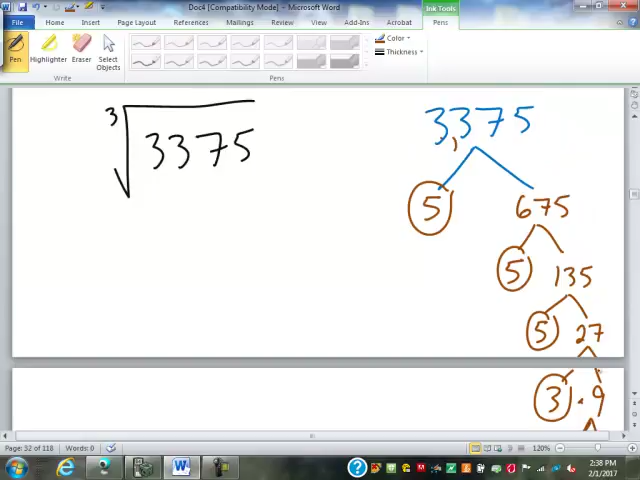 Doc4 [Compatibility Mode] - Microsoft Word
Ink Tools
File Home Insert Page Layout References Mailings Review View Add-Ins Acrobat Pens
Pen Highlighter Eraser Select Objects
Color
Thickness
Write Pens
3
3375
3,375
5 675
5 135
5 27
3 . 9
Page: 32 of 118 Words: 0 120%
2:38 PM
2/1/2017